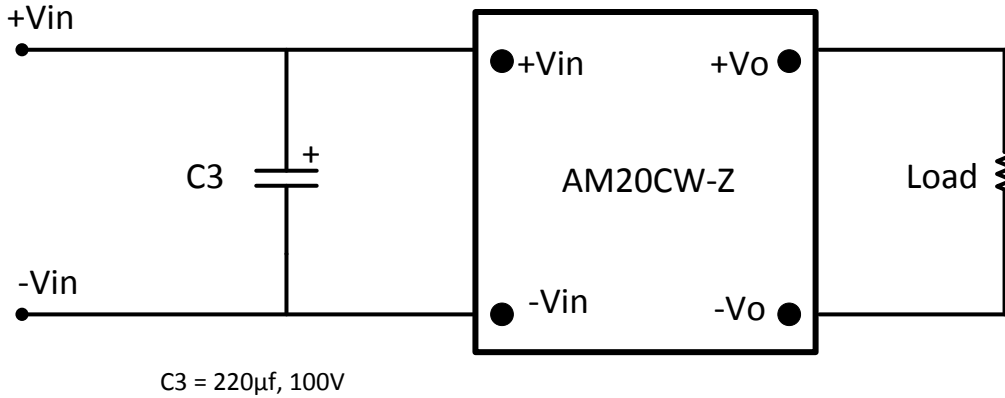 +Vin
+Vin
+Vo
+
C3
AM20CW-Z
Load
-Vin
-Vin
-Vo
C3 = 220µf, 100V